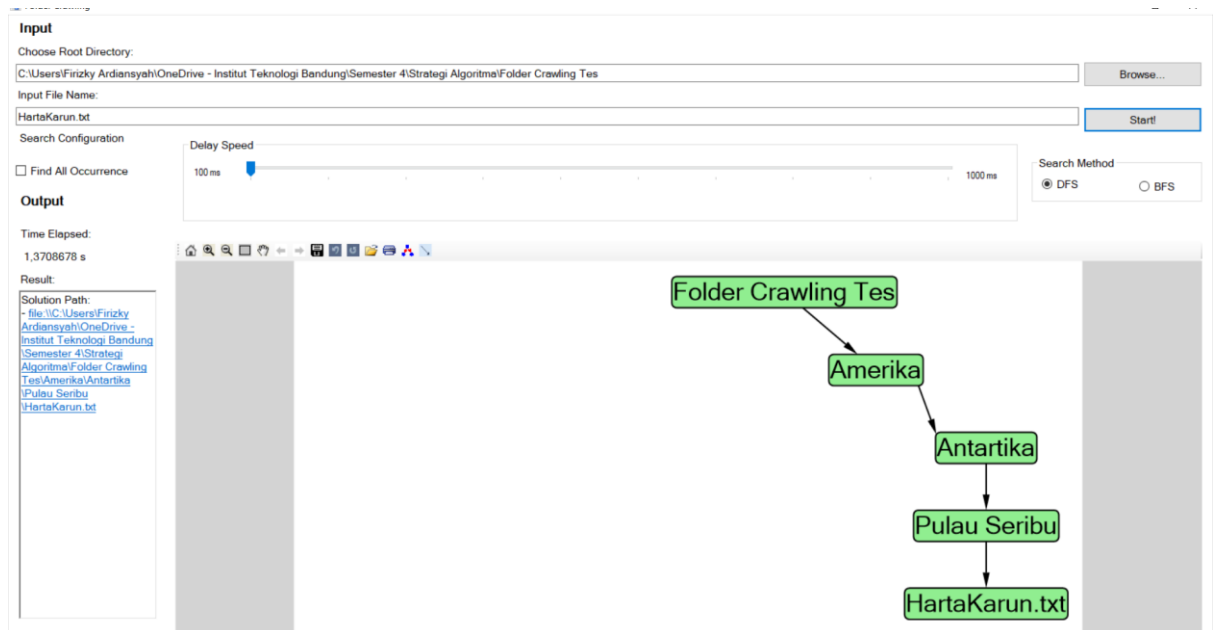 Input
Choose Root Directory:
C:\Users\Firizky Ardiansyah\OneDrive - Institut Teknologi Bandung\Semester 4\Strategi Algoritma\Folder Crawling Tes
Browse...
Input File Name:
HartaKarun.txt
Start!
Search Configuration
Delay Speed
Find All Occurrence
100 ms
1000 ms
Search Method
DFS
BFS
Output
Time Elapsed:
1,3708678 s
Result:
Solution Path:
- file:\\C:\Users\Firizky
Ardiansyah\OneDrive -
Institut Teknologi Bandung
\Semester 4\Strategi
Algoritma\Folder Crawling
Tes\Amerika\Antartika
\Pulau Seribu
\HartaKarun.txt
Folder Crawling Tes
Amerika
Antartika
Pulau Seribu
HartaKarun.txt